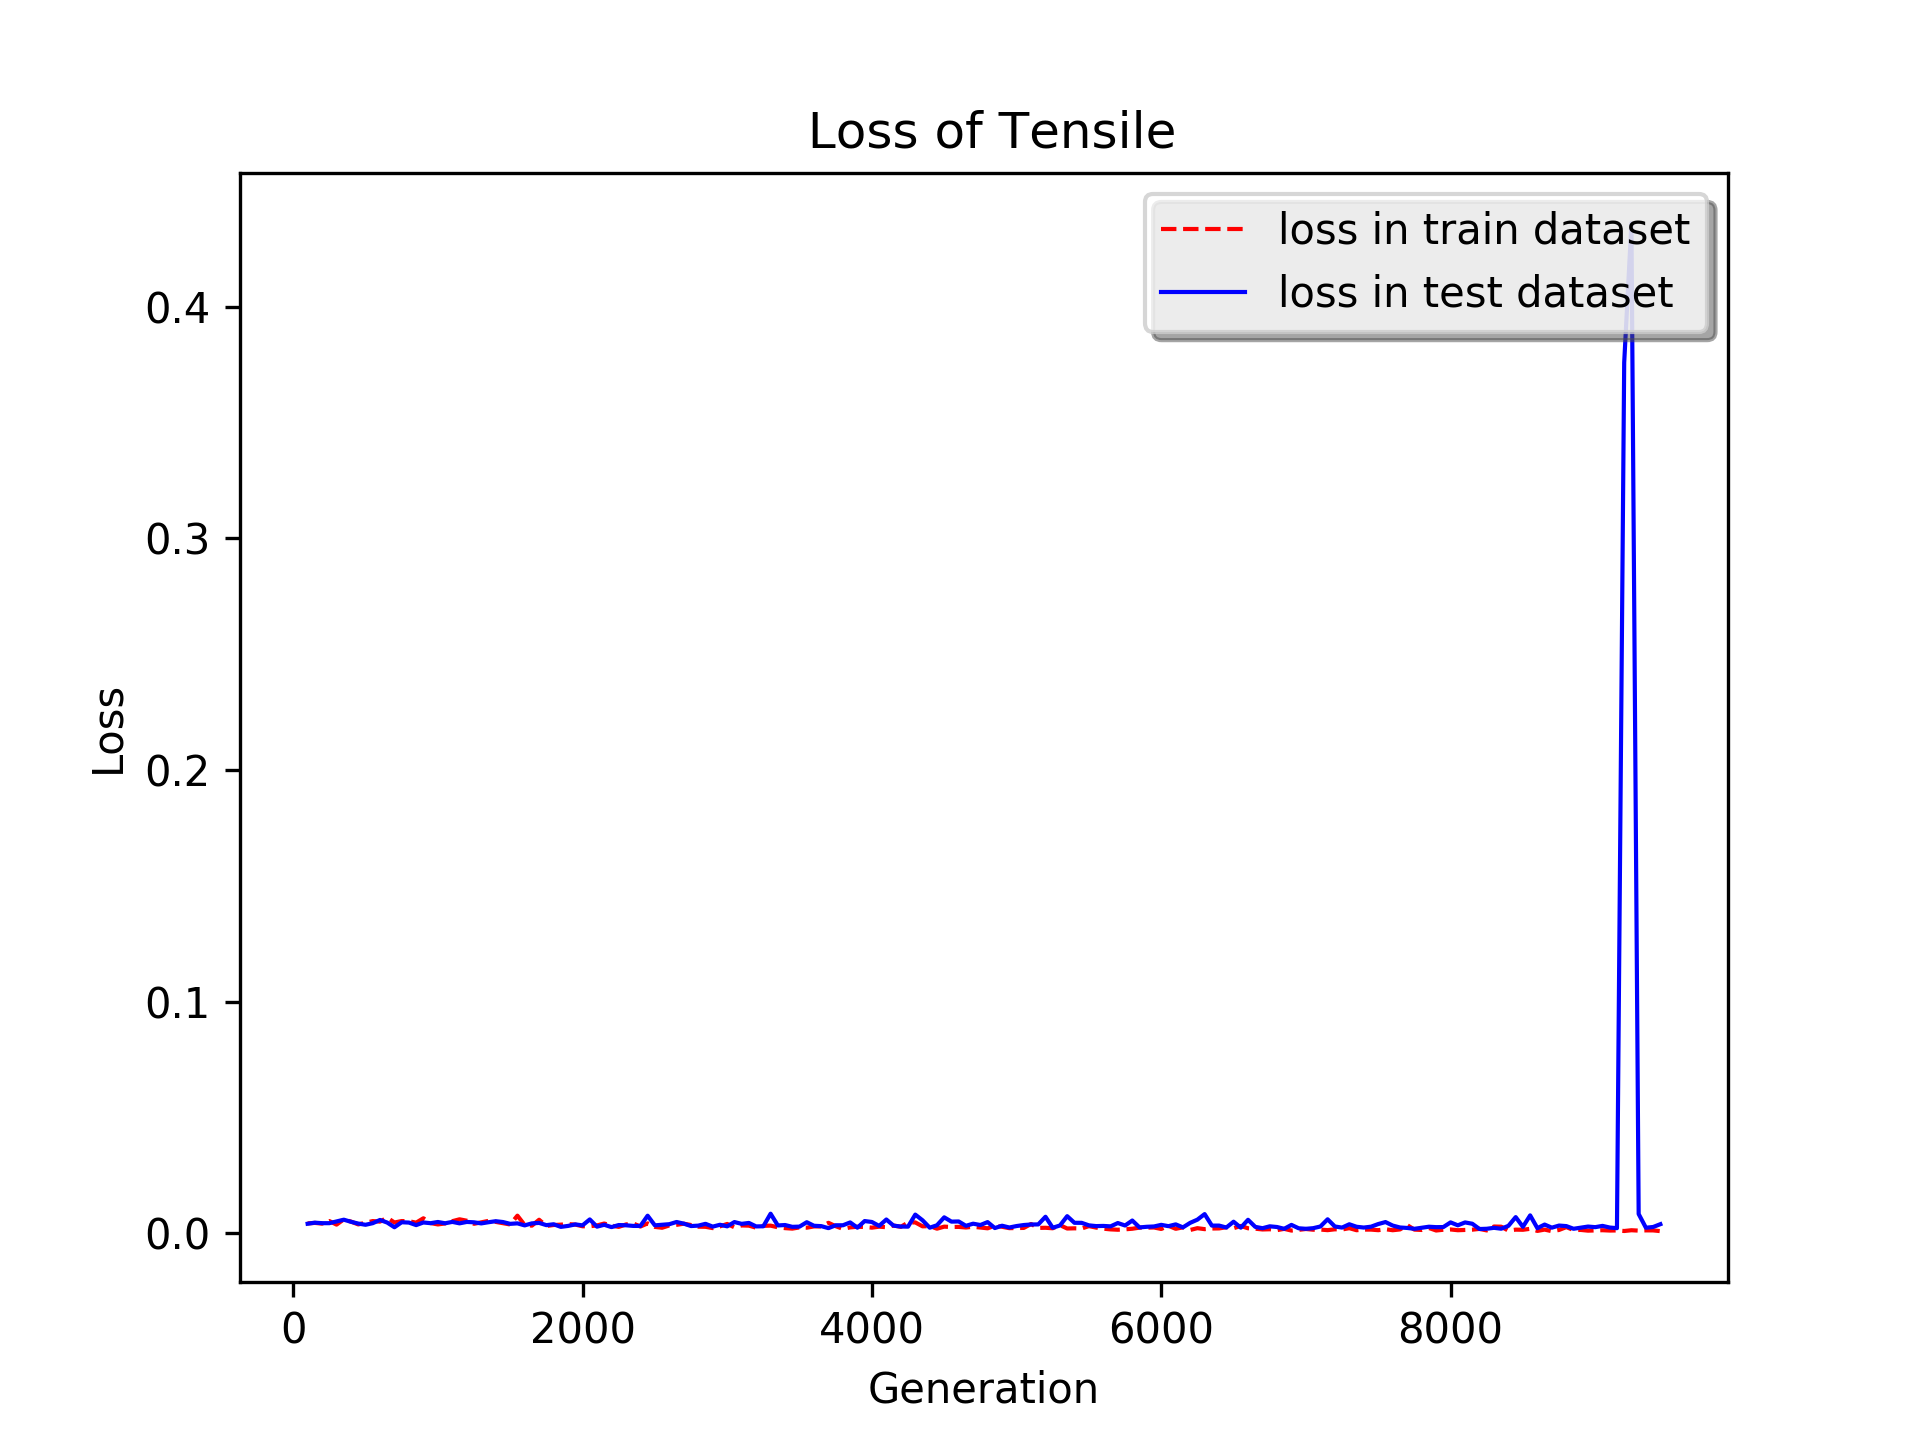 Loss of Tensile
loss in train dataset
loss in test dataset
0.4
0.3
0.2
0.1
0.0
Loss
0 2000 4000 6000 8000
Generation